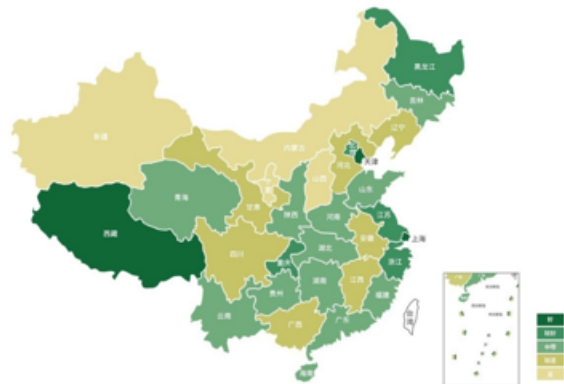 黑龙江
吉林
辽宁
新疆
内蒙古
北京
天津
河北
山西
山东
青海
甘肃
陕西
河南
江苏
西藏
上海
安徽
四川
重庆
湖北
浙江
贵州
湖南
江西
福建
云南
广西
广东
台湾
海南
好
较好
中等
较差
差